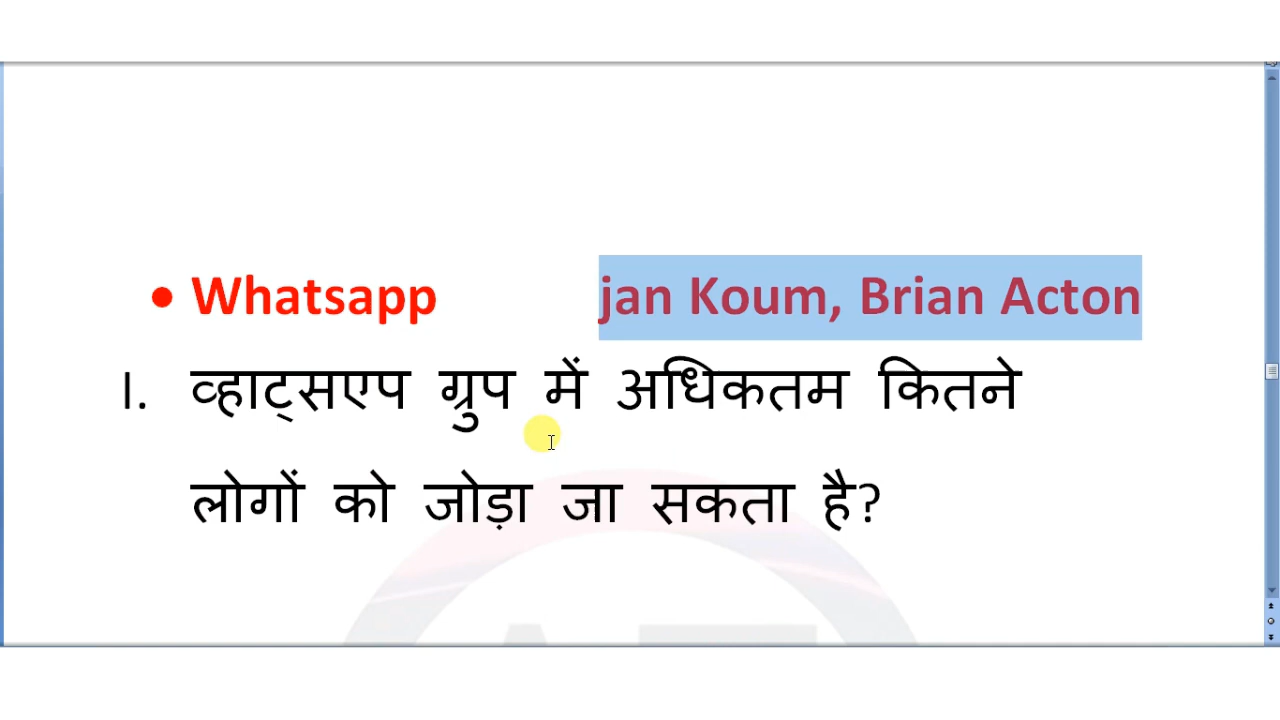 • Whatsapp jan Koum, Brian Acton
I. व्हाट्सएप ग्रुप में अधिकतम कितने
लोगों को जोड़ा जा सकता है?